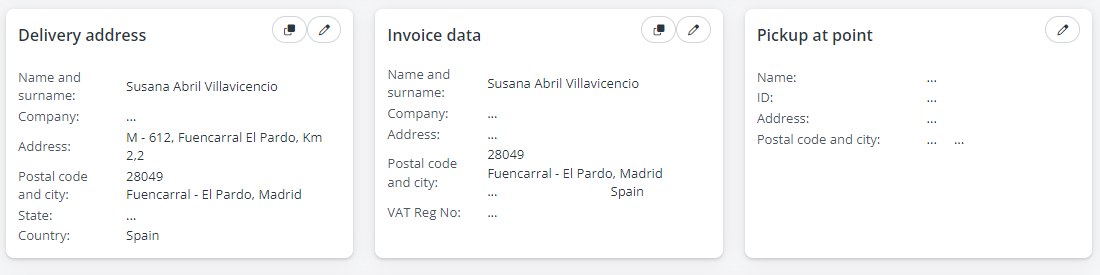 Delivery address
Name and surname: Susana Abril Villavicencio
Company: ...
Address: M - 612, Fuencarral El Pardo, Km 2,2
Postal code and city: 28049
Fuencarral - El Pardo, Madrid
State: ...
Country: Spain
Invoice data
Name and surname: Susana Abril Villavicencio
Company: ...
Address: ...
Postal code and city: 28049
Fuencarral - El Pardo, Madrid
... Spain
VAT Reg No: ...
Pickup at point
Name: ...
ID: ...
Address: ...
Postal code and city: ... ...